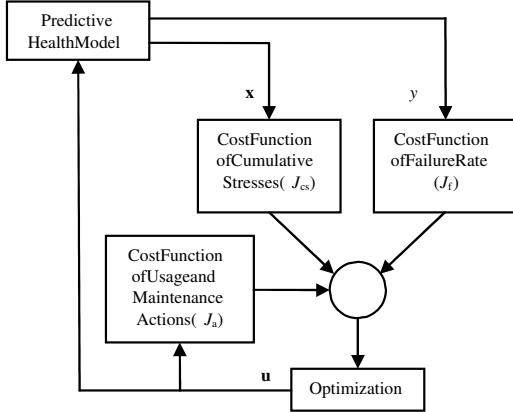 Predictive
HealthModel
x
y
CostFunction
ofCumulative
Stresses( Jcs)
CostFunction
ofFailureRate
(Jf)
CostFunction
ofUsageand
Maintenance
Actions( Ja)
u
Optimization